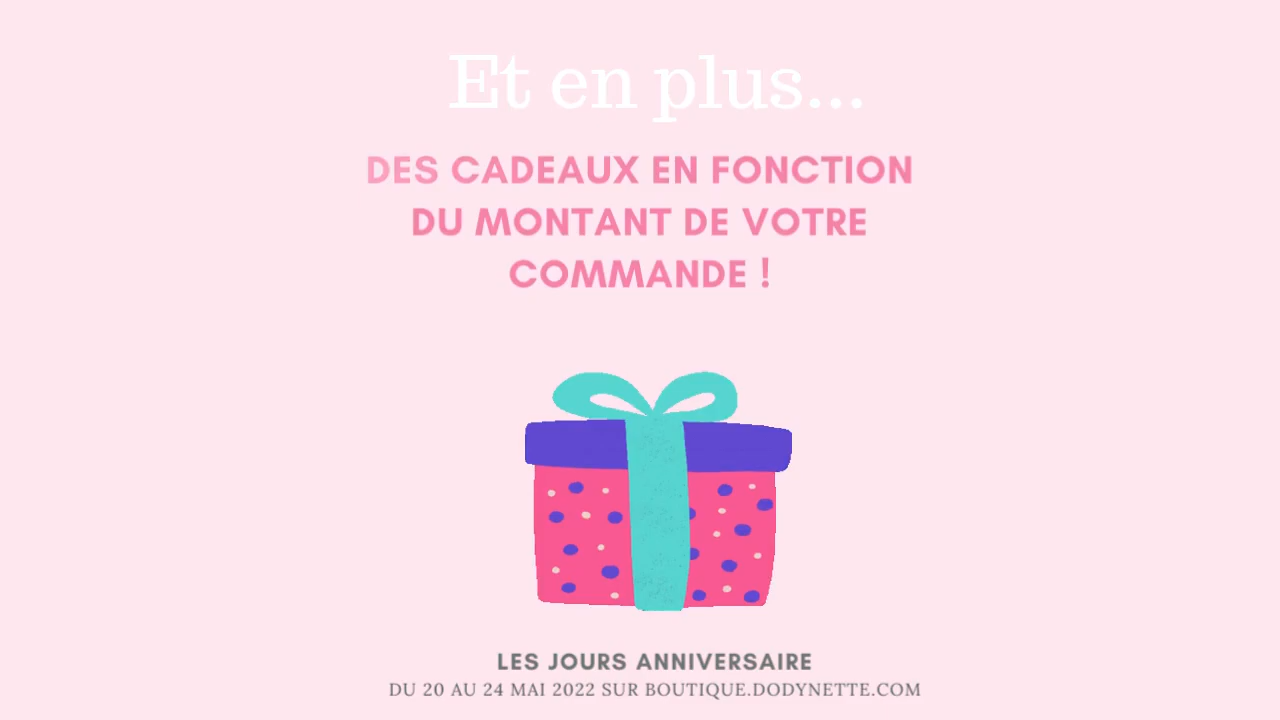 Et en plus...
DES CADEAUX EN FONCTION
DU MONTANT DE VOTRE
COMMANDE !
LES JOURS ANNIVERSAIRE
DU 20 AU 24 MAI 2022 SUR BOUTIQUE.DODYNETTE.COM